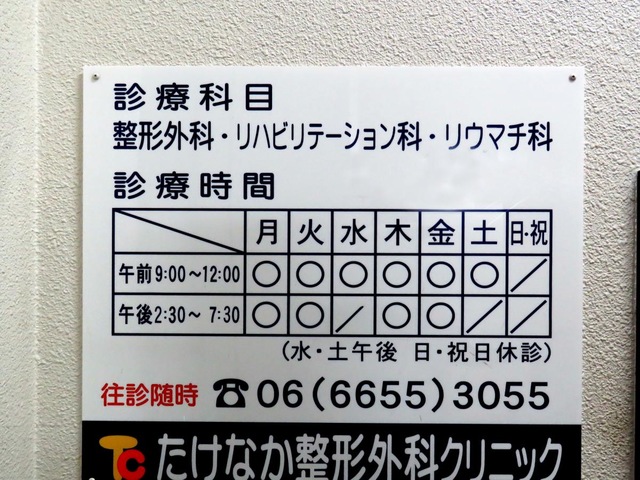 診療科目
整形外科・リハビリテーション科・リウマチ科
診療時間
月 火 水 木 金 土 日・祝
午前9:00～12:00 ○ ○ ○ ○ ○ ○ ／
午後2:30～ 7:30 ○ ○ ／ ○ ○ ／ ／
(水・土午後 日・祝日休診)
往診随時 ☎06(6655)3055
TC たけなか整形外科クリニック